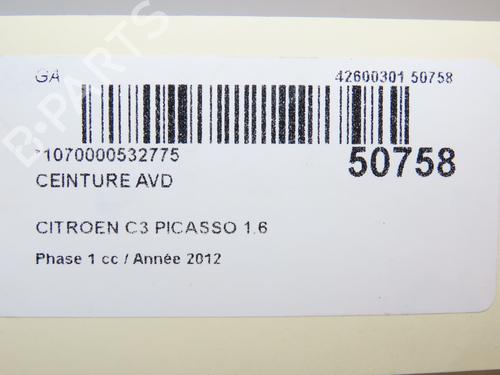 GA 42600301 50758
*1070000532775 50758
CEINTURE AVD
CITROEN C3 PICASSO 1.6
Phase 1 cc / Année 2012
B-PARTS